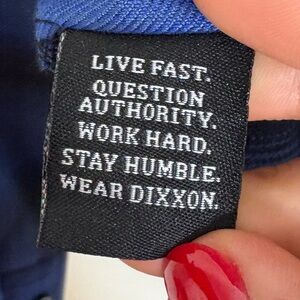 LIVE FAST.
QUESTION
AUTHORITY.
WORK HARD.
STAY HUMBLE.
WEAR DIXXON.